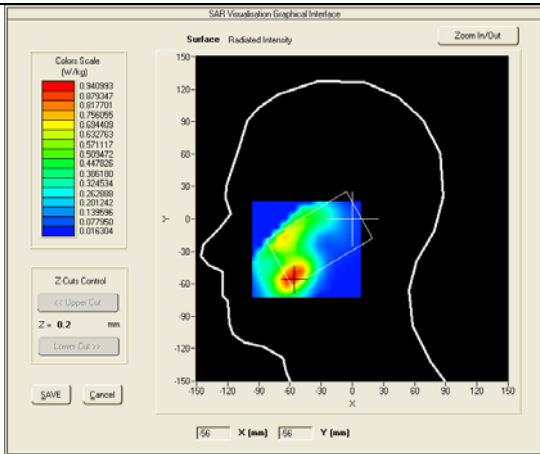 SAR Visualisation Graphical Interface
Surface Radiated Intensity
Zoom In/Out
Colors Scale
(W/kg)
0.940993
0.879347
0.817701
0.756055
0.694409
0.632763
0.571117
0.509472
0.447826
0.386180
0.324534
0.262888
0.201242
0.139596
0.077950
0.016304
150-
120-
90-
60-
30-
0-
-30-
-60-
-90-
-120-
-150-
Y
-150 -120 -90 -60 -30 0 30 60 90 120 150
X
Z Cuts Control
<< Upper Cut
Z = 0.2 mm
Lower Cut >>
SAVE Cancel
-56 X (mm) -56 Y (mm)